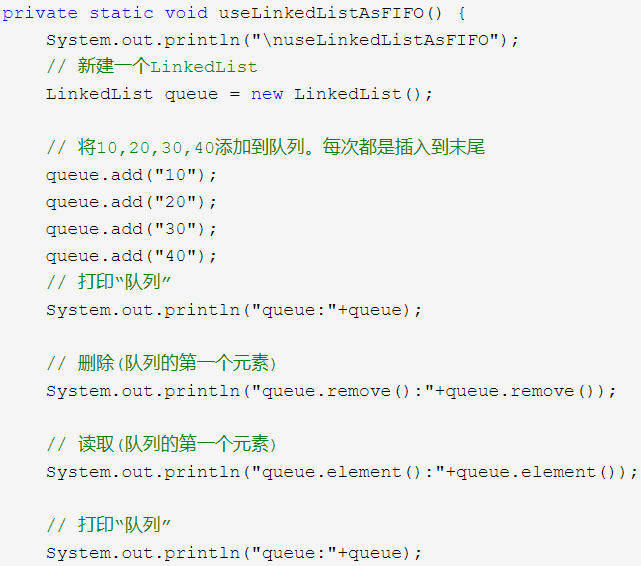 private static void useLinkedListAsFIFO() {
    System.out.println("\nuseLinkedListAsFIFO");
    // 新建一个LinkedList
    LinkedList queue = new LinkedList();

    // 将10,20,30,40添加到队列。每次都是插入到末尾
    queue.add("10");
    queue.add("20");
    queue.add("30");
    queue.add("40");
    // 打印“队列”
    System.out.println("queue:"+queue);

    // 删除(队列的第一个元素)
    System.out.println("queue.remove():"+queue.remove());

    // 读取(队列的第一个元素)
    System.out.println("queue.element():"+queue.element());

    // 打印“队列”
    System.out.println("queue:"+queue);